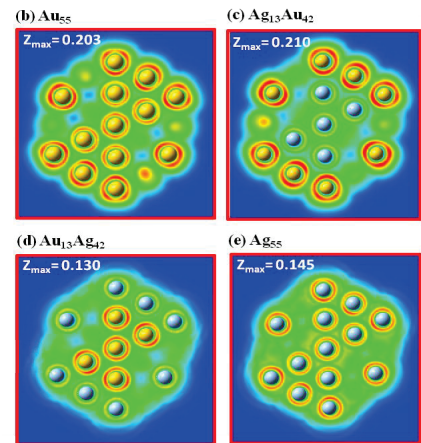 (b) Au₅₅
(c) Ag₁₃Au₄₂
Zmax= 0.203
Zmax= 0.210
(d) Au₁₃Ag₄₂
(e) Ag₅₅
Zmax= 0.130
Zmax= 0.145